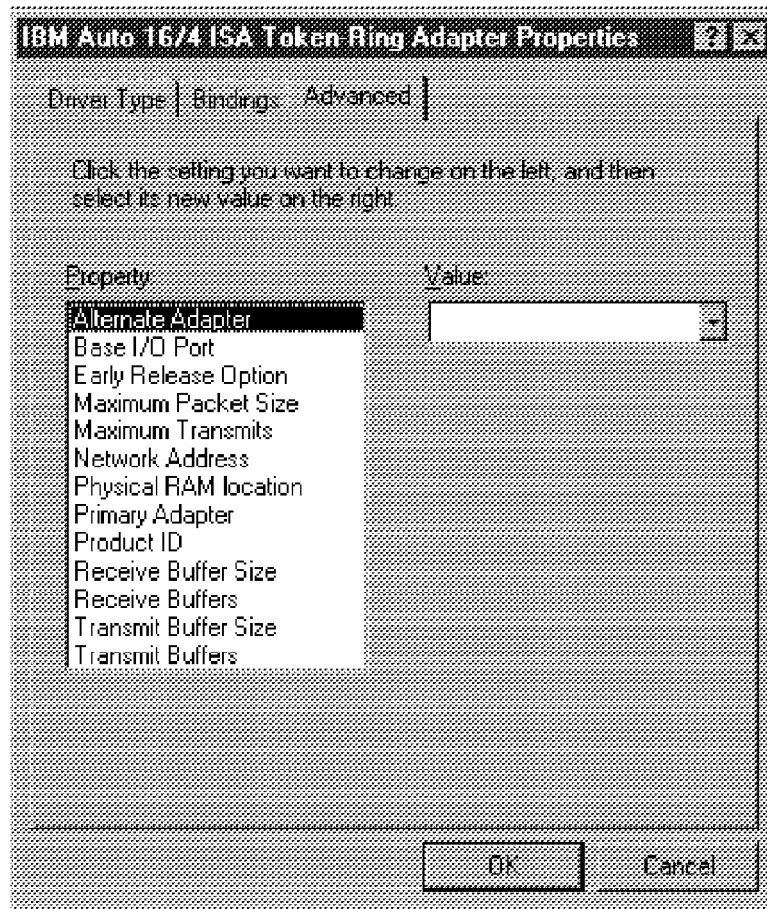 IBM Auto 16/4 ISA Token-Ring Adapter Properties
Driver Type Bindings Advanced
Click the setting you want to change on the left, and then
select its new value on the right.
Property: Value:
Alternate Adapter
Base I/O Port
Early Release Option
Maximum Packet Size
Maximum Transmits
Network Address
Physical RAM location
Primary Adapter
Product ID
Receive Buffer Size
Receive Buffers
Transmit Buffer Size
Transmit Buffers
OK Cancel